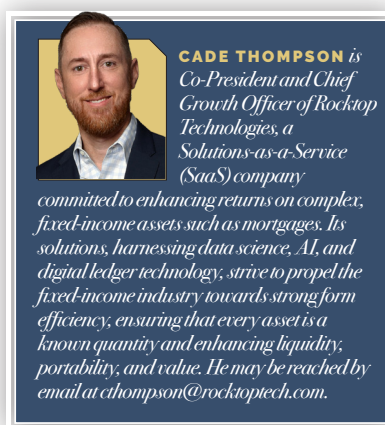 CADE THOMPSON is
Co-President and Chief
Growth Officer of Rocktop
Technologies, a
Solutions-as-a-Service
(SaaS) company
committed to enhancing returns on complex,
fixed-income assets such as mortgages. Its
solutions, harnessing data science, AI, and
digital ledger technology, strive to propel the
fixed-income industry towards strong form
efficiency, ensuring that every asset is a
known quantity and enhancing liquidity,
portability, and value. He may be reached by
email at cthompson@rocktoptech.com.